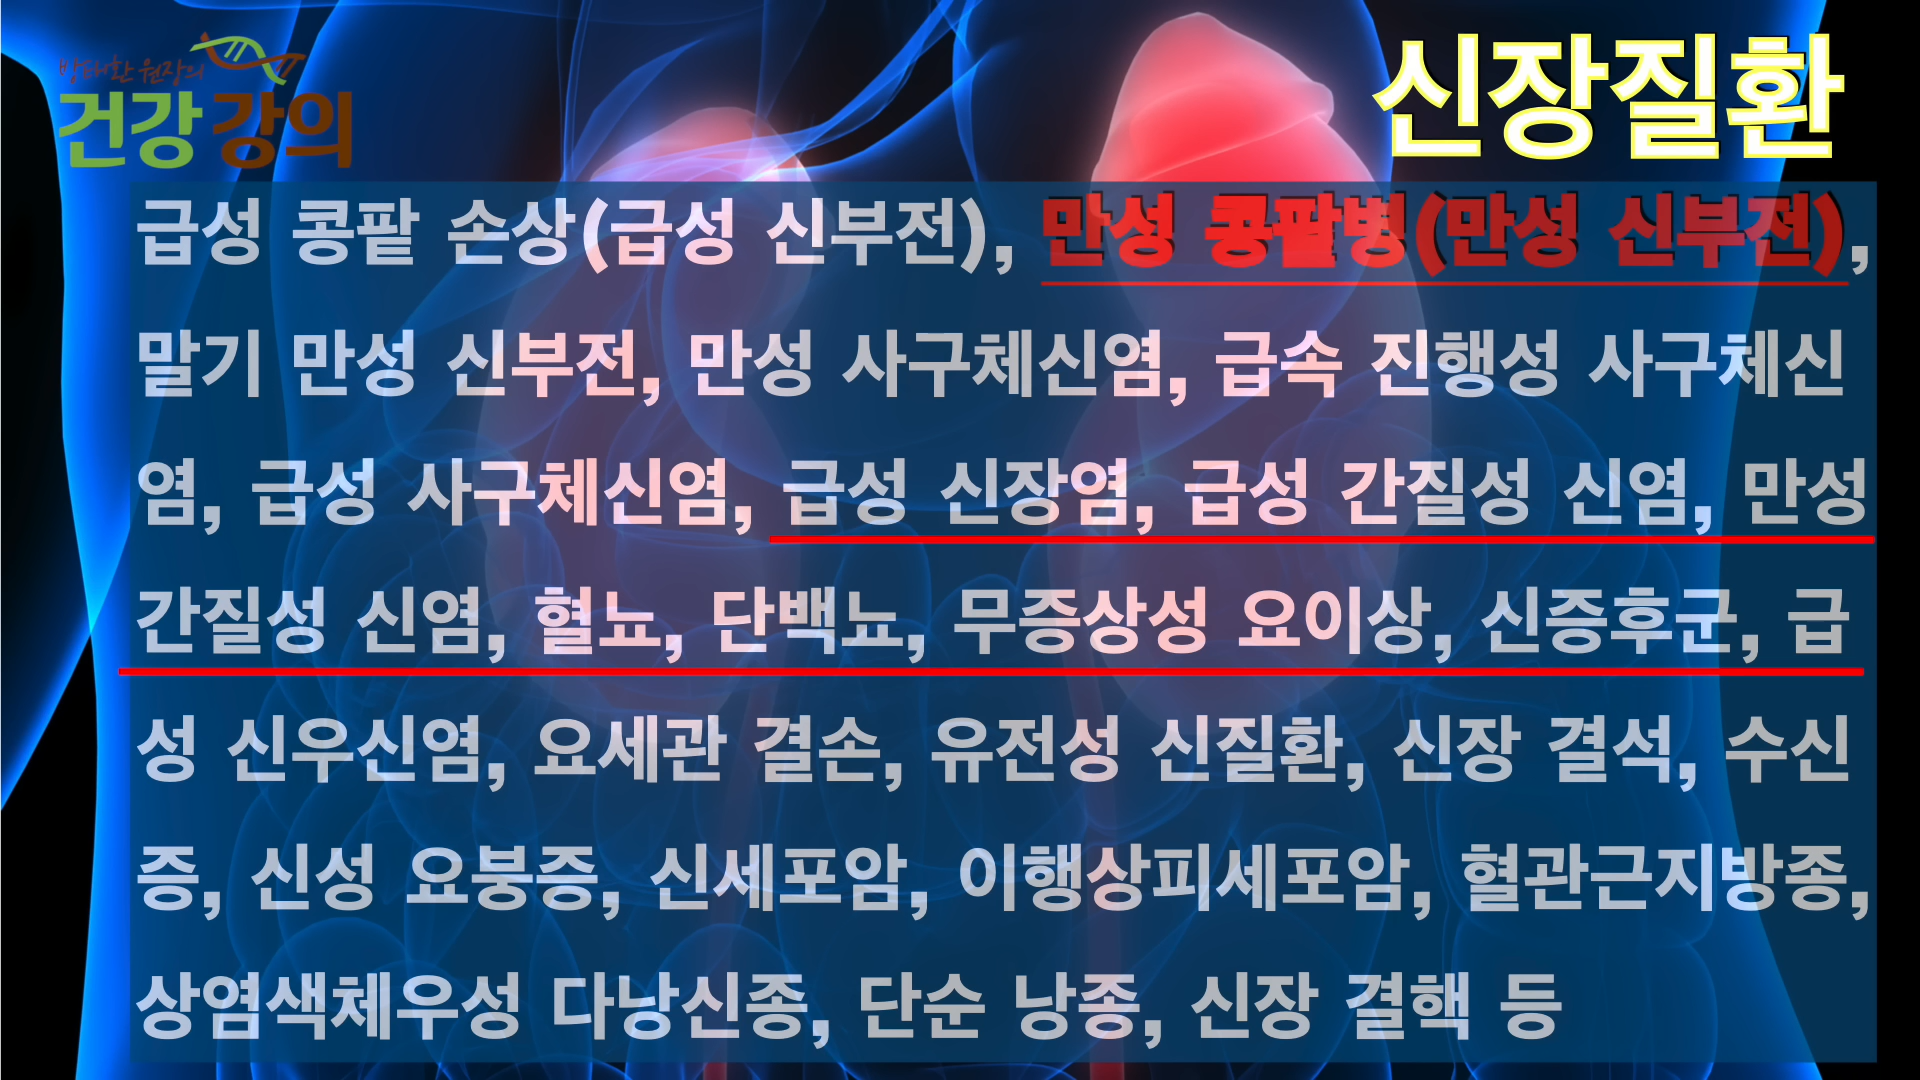 방태환 원장의
건강 강의
신장질환
급성 콩팥 손상(급성 신부전), 만성 콩팥병(만성 신부전),
말기 만성 신부전, 만성 사구체신염, 급속 진행성 사구체신
염, 급성 사구체신염, 급성 신장염, 급성 간질성 신염, 만성
간질성 신염, 혈뇨, 단백뇨, 무증상성 요이상, 신증후군, 급
성 신우신염, 요세관 결손, 유전성 신질환, 신장 결석, 수신
증, 신성 요붕증, 신세포암, 이행상피세포암, 혈관근지방종,
상염색체우성 다낭신종, 단순 낭종, 신장 결핵 등